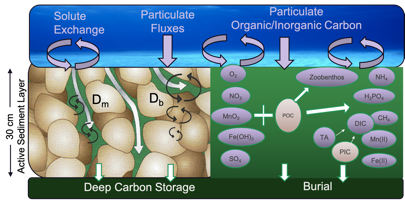 Solute
Exchange
Particulate
Fluxes
Particulate
Organic/Inorganic Carbon
30 cm
Active Sediment Layer
Dm
Db
O₂
NO₃
MnO₂
Fe(OH)₃
SO₄
POC
Zoobenthos
NH₄
H₂PO₄
DIC
CH₄
TA
Mn(II)
PIC
Fe(II)
Deep Carbon Storage
Burial